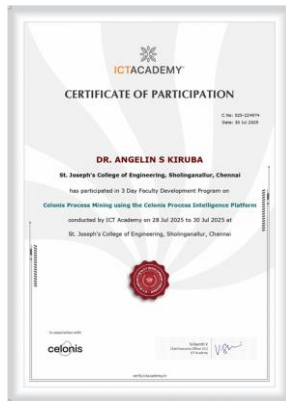 ICTACADEMY
CERTIFICATE OF PARTICIPATION
Date: 30 Jul 2025
DR. ANGELIN S KIRUBA
St. Joseph's College of Engineering, Sholinganallur, Chennai
has participated in 3 Day Faculty Development Program on
Celonis Process Mining using the Celonis Process Intelligence Platform
conducted by ICT Academy on 28 Jul 2025 to 30 Jul 2025 at
St. Joseph's College of Engineering, Sholinganallur, Chennai
In association with
celonis
ICT Academy